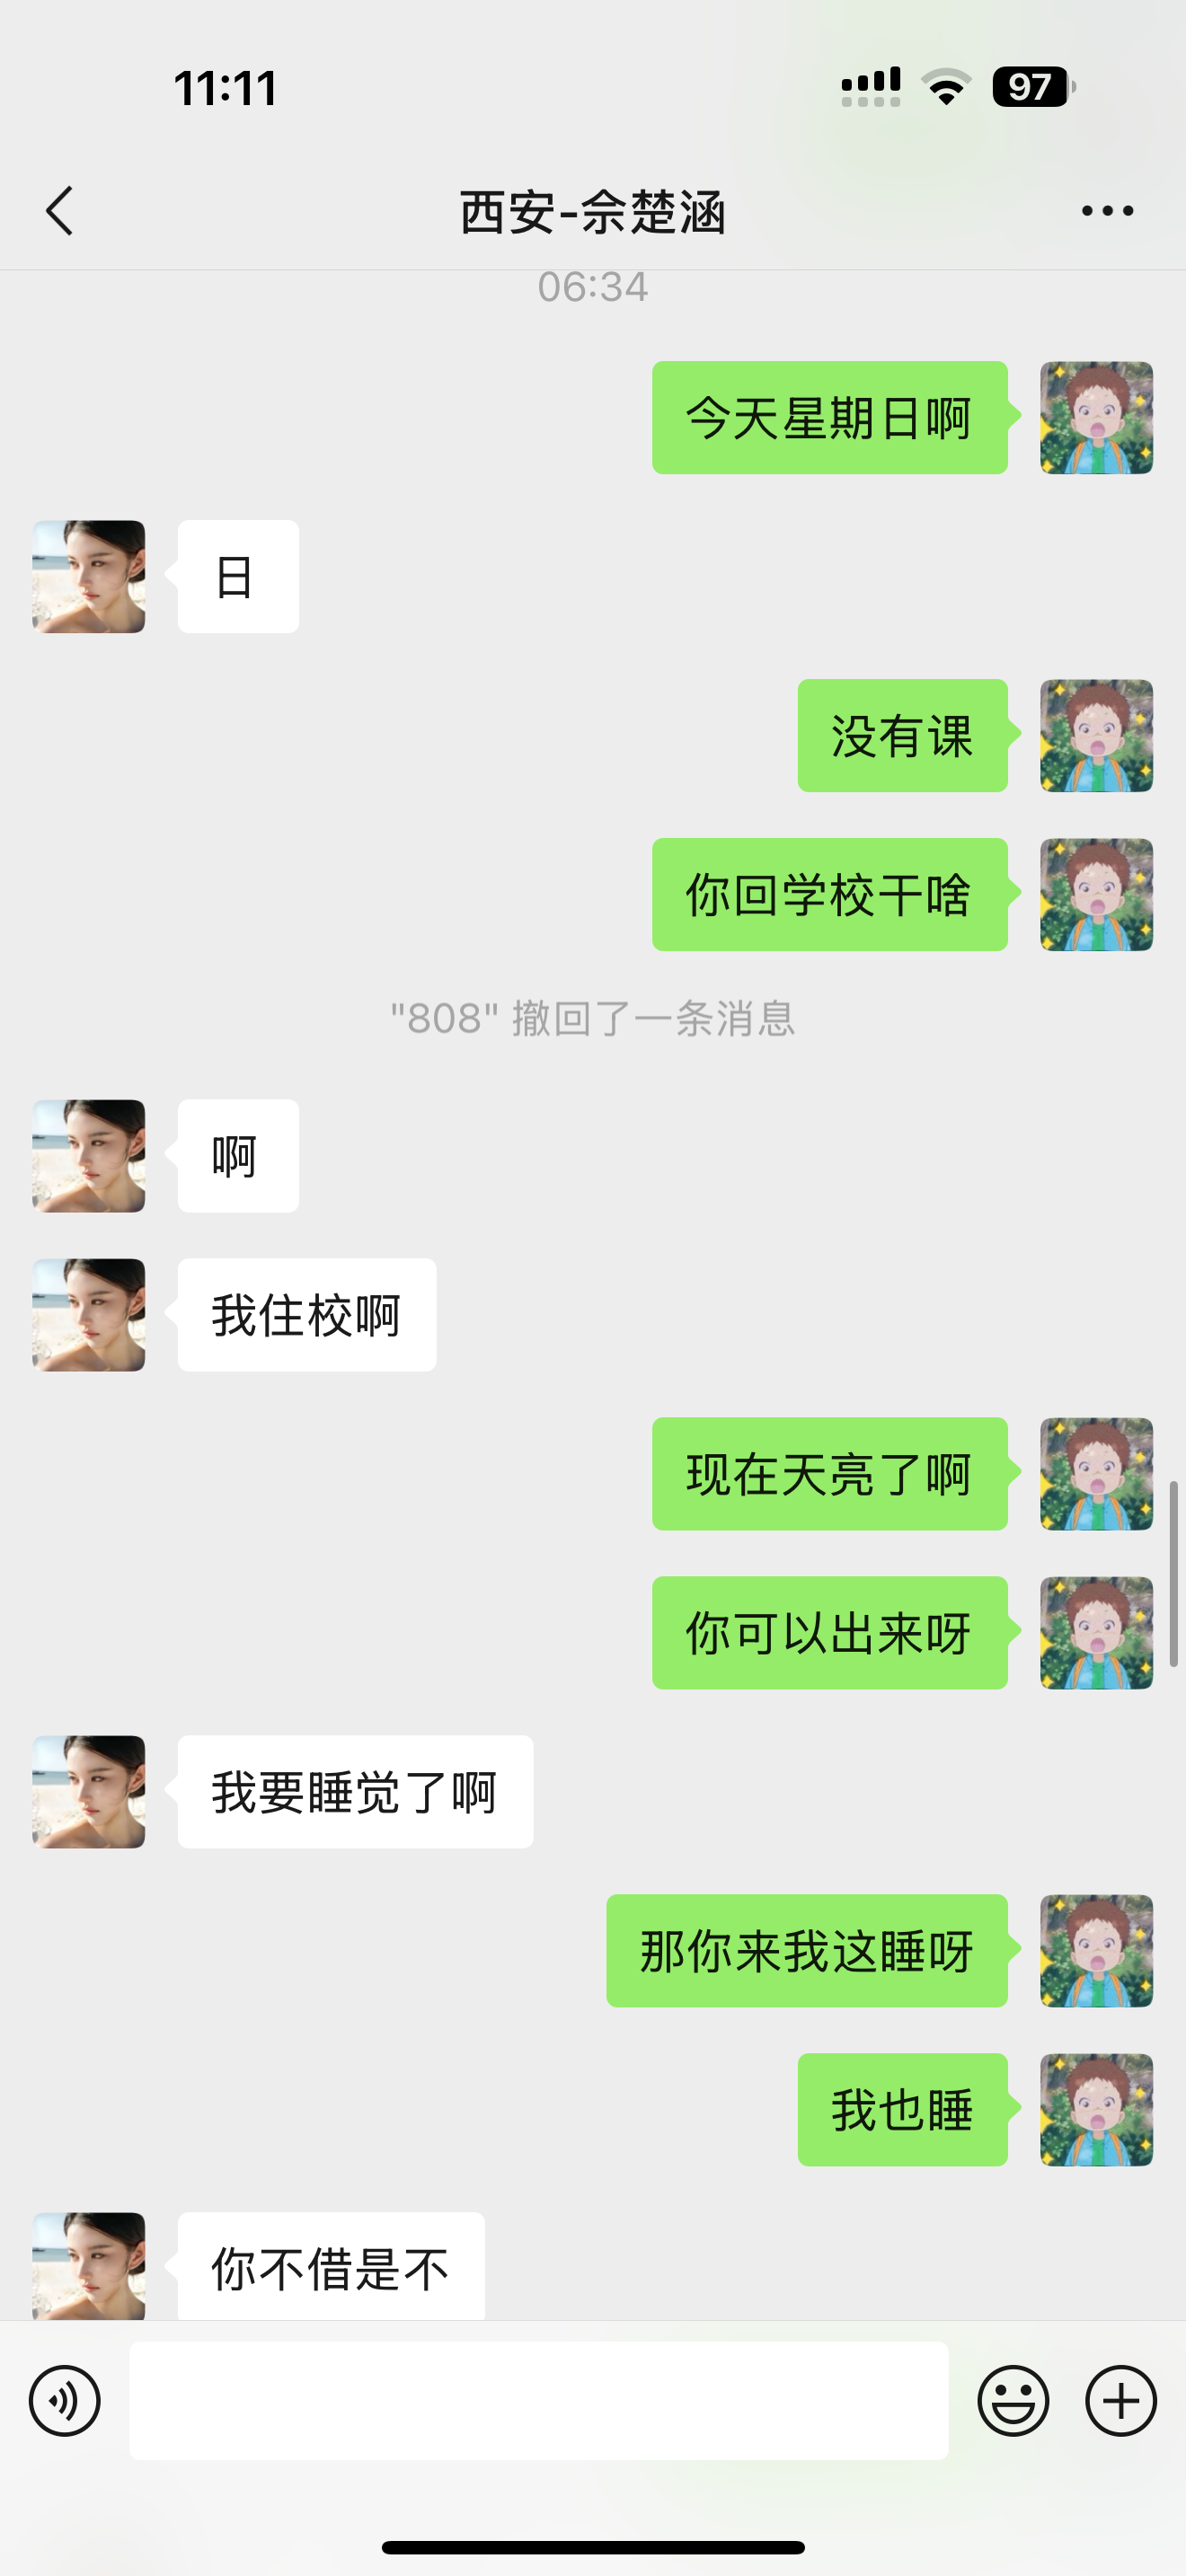 11:11
97
西安-佘楚涵
06:34
今天星期日啊
日
没有课
你回学校干啥
"808" 撤回了一条消息
啊
我住校啊
现在天亮了啊
你可以出来呀
我要睡觉了啊
那你来我这睡呀
我也睡
你不借是不